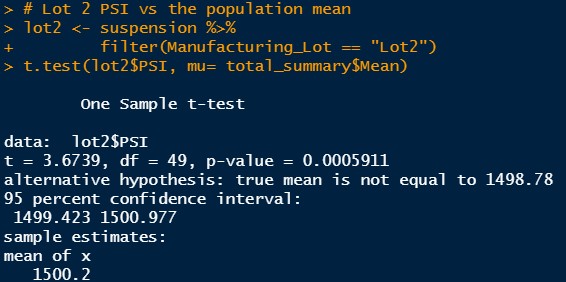 > # Lot 2 PSI vs the population mean
> lot2 <- suspension %>%
+         filter(Manufacturing_Lot == "Lot2")
> t.test(lot2$PSI, mu= total_summary$Mean)
One Sample t-test
data:  lot2$PSI
t = 3.6739, df = 49, p-value = 0.0005911
alternative hypothesis: true mean is not equal to 1498.78
95 percent confidence interval:
1499.423 1500.977
sample estimates:
mean of x
1500.2